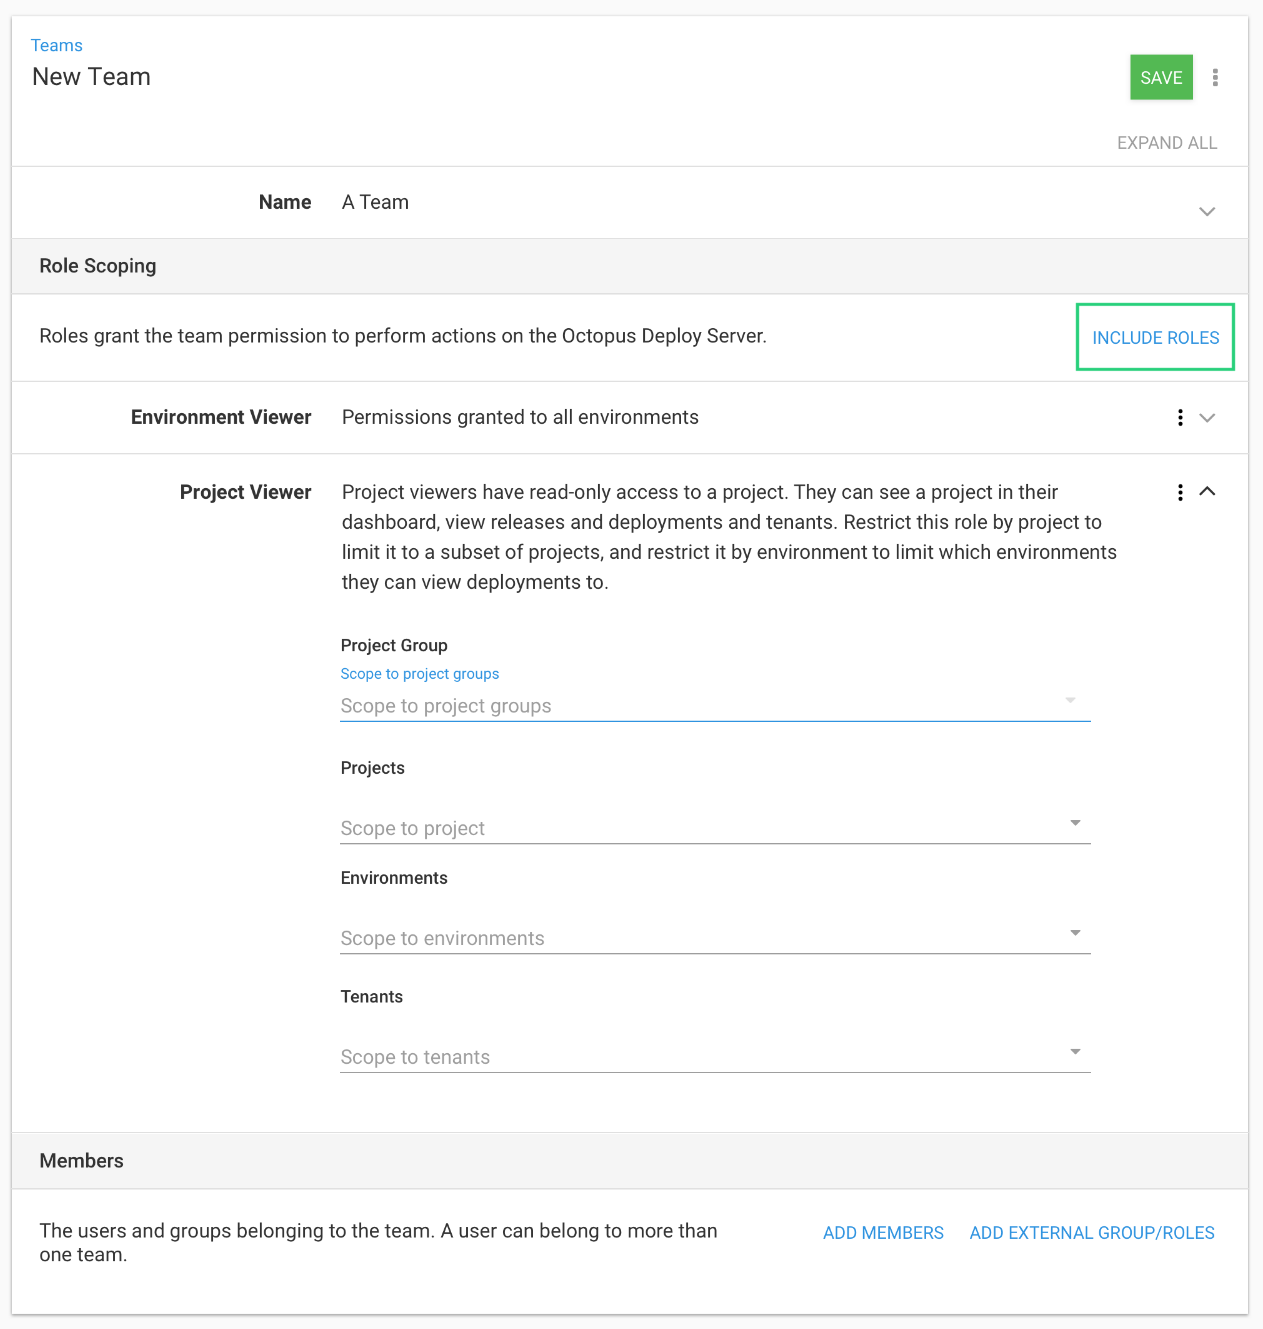 Teams
New Team
SAVE
EXPAND ALL
Name
A Team
Role Scoping
Roles grant the team permission to perform actions on the Octopus Deploy Server.
INCLUDE ROLES
Environment Viewer
Permissions granted to all environments
Project Viewer
Project viewers have read-only access to a project. They can see a project in their
dashboard, view releases and deployments and tenants. Restrict this role by project to
limit it to a subset of projects, and restrict it by environment to limit which environments
they can view deployments to.
Project Group
Scope to project groups
Scope to project groups
Projects
Scope to project
Environments
Scope to environments
Tenants
Scope to tenants
Members
The users and groups belonging to the team. A user can belong to more than
one team.
ADD MEMBERS
ADD EXTERNAL GROUP/ROLES